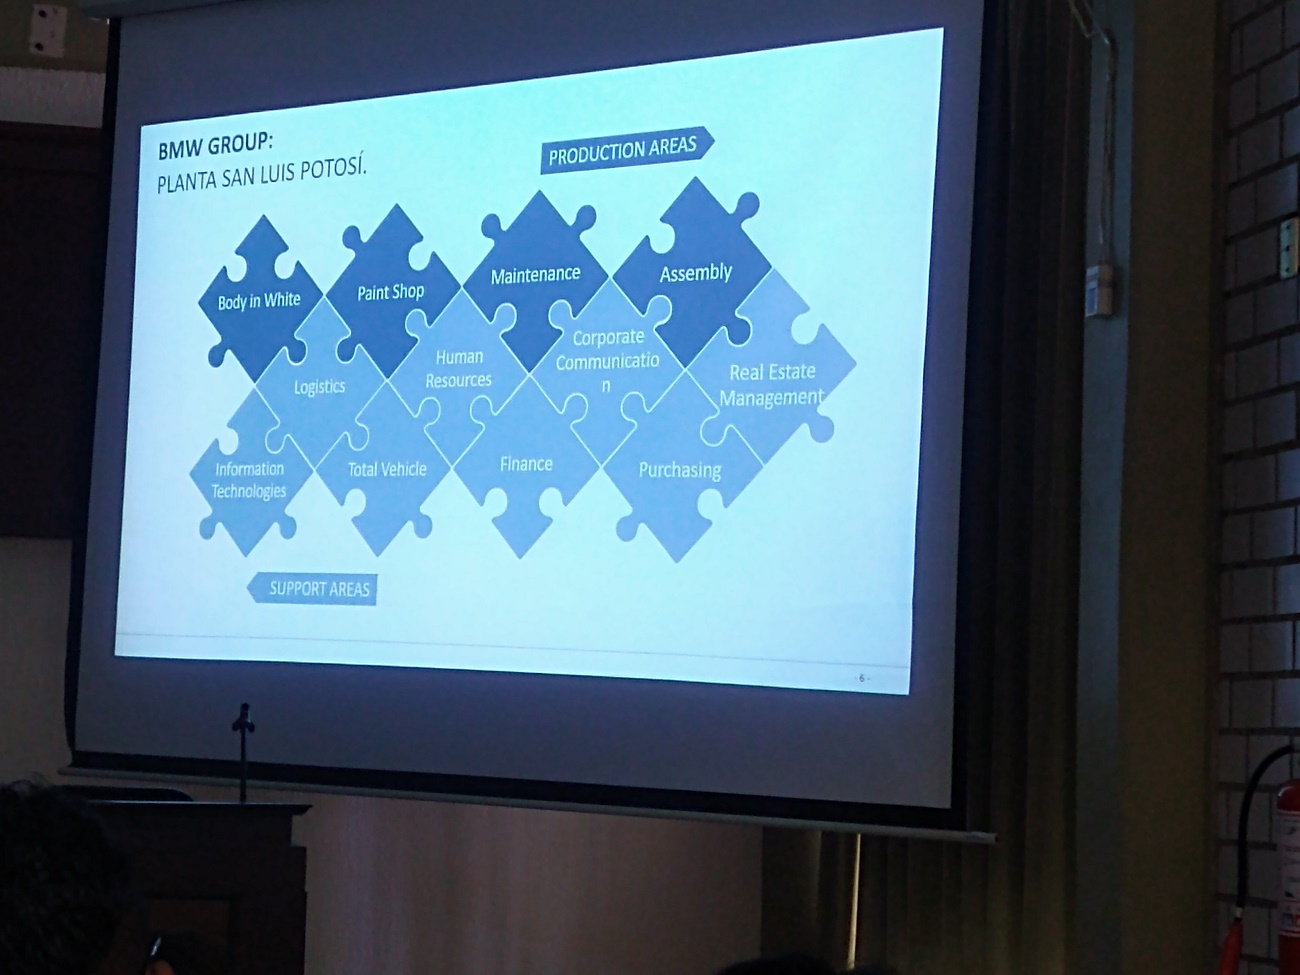 BMW GROUP:
PLANTA SAN LUIS POTOSÍ.
PRODUCTION AREAS
Body in White
Paint Shop
Maintenance
Assembly
Logistics
Human
Resources
Corporate
Communicatio
n
Real Estate
Management
Information
Technologies
Total Vehicle
Finance
Purchasing
SUPPORT AREAS
- 6 -